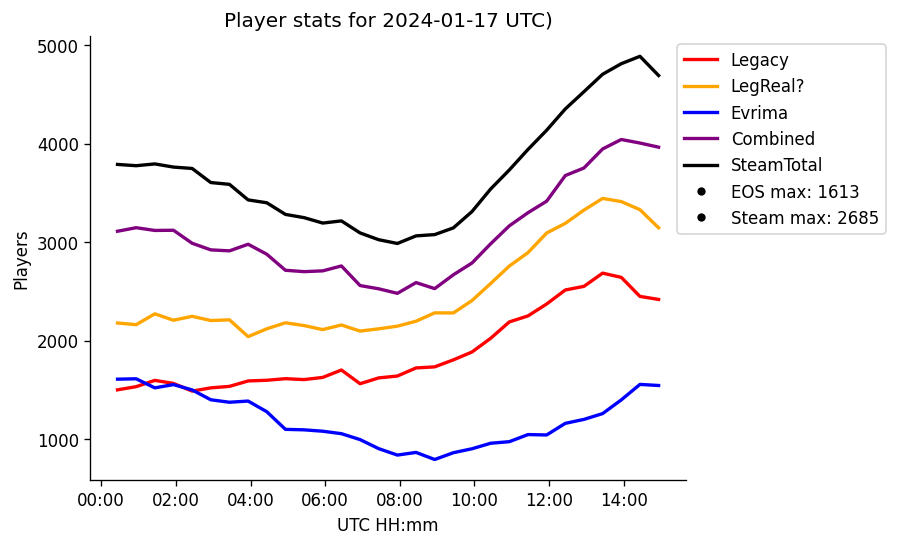 Player stats for 2024-01-17 UTC)
5000
4000
3000
2000
1000
Players
00:00 02:00 04:00 06:00 08:00 10:00 12:00 14:00
UTC HH:mm
Legacy
LegReal?
Evrima
Combined
SteamTotal
EOS max: 1613
Steam max: 2685